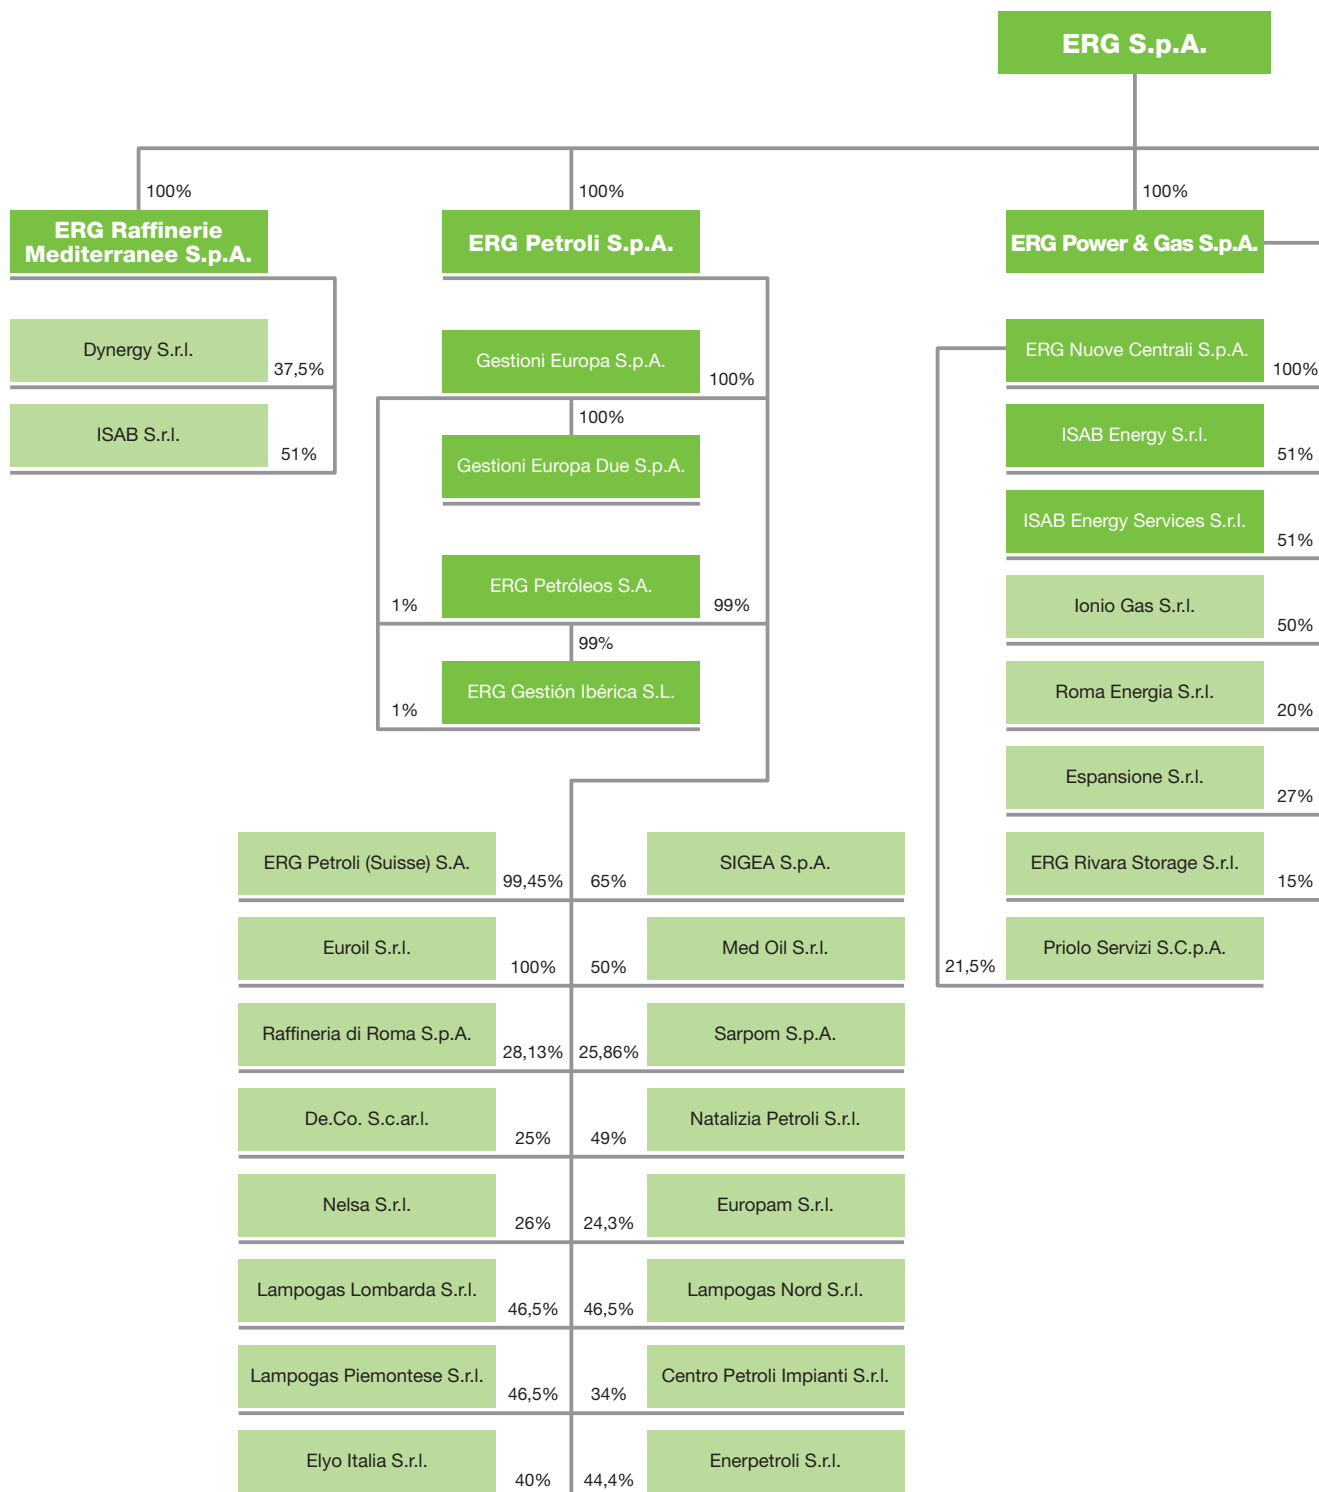 ERG S.p.A.
100%
100%
100%
ERG Raffinerie
Mediterranee S.p.A.
ERG Petroli S.p.A.
ERG Power & Gas S.p.A.
Dynergy S.r.l.
37,5%
ISAB S.r.l.
51%
Gestioni Europa S.p.A.
100%
100%
Gestioni Europa Due S.p.A.
ERG Petróleos S.A.
1%
99%
99%
ERG Gestión Ibérica S.L.
1%
ERG Nuove Centrali S.p.A.
100%
ISAB Energy S.r.l.
51%
ISAB Energy Services S.r.l.
51%
Ionio Gas S.r.l.
50%
Roma Energia S.r.l.
20%
Espansione S.r.l.
27%
ERG Rivara Storage S.r.l.
15%
Priolo Servizi S.C.p.A.
21,5%
ERG Petroli (Suisse) S.A.
99,45%
65%
SIGEA S.p.A.
Euroil S.r.l.
100%
50%
Med Oil S.r.l.
Raffineria di Roma S.p.A.
28,13%
25,86%
Sarpom S.p.A.
De.Co. S.c.ar.l.
25%
49%
Natalizia Petroli S.r.l.
Nelsa S.r.l.
26%
24,3%
Europam S.r.l.
Lampogas Lombarda S.r.l.
46,5%
46,5%
Lampogas Nord S.r.l.
Lampogas Piemontese S.r.l.
46,5%
34%
Centro Petroli Impianti S.r.l.
Elyo Italia S.r.l.
40%
44,4%
Enerpetroli S.r.l.